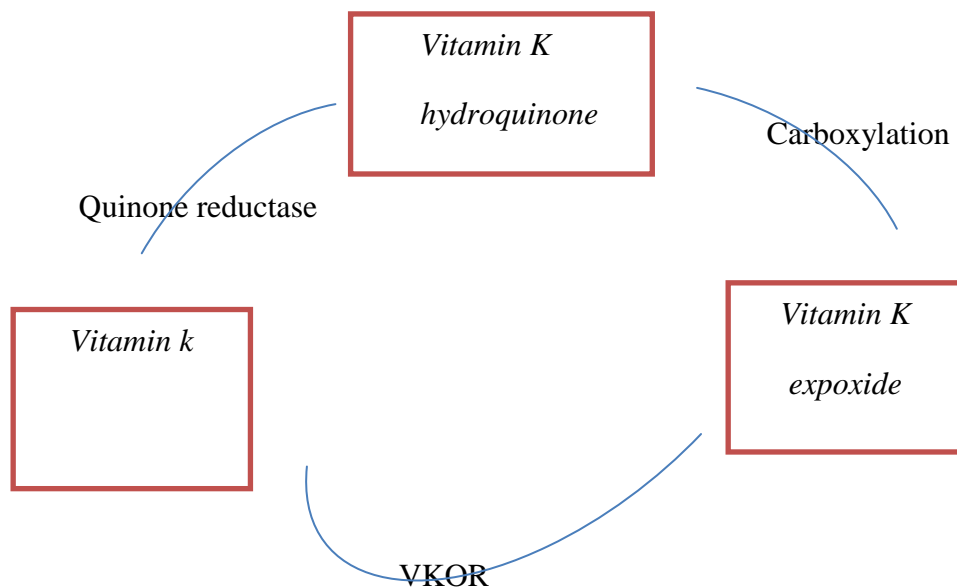 Vitamin K
hydroquinone
Carboxylation
Quinone reductase
Vitamin k
Vitamin K
expoxide
VKOR